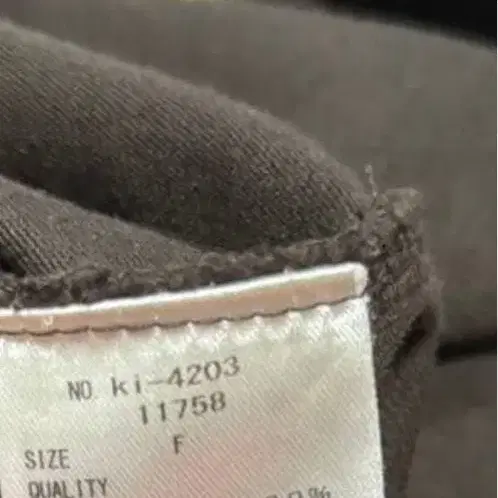 NO ki-4203
11758
SIZE F
QUALITY